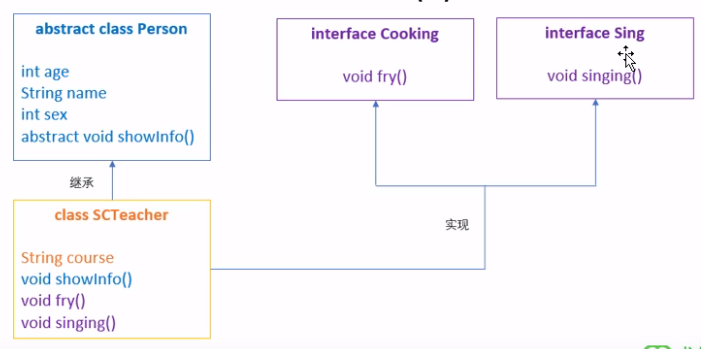 abstract class Person
int age
String name
int sex
abstract void showInfo()
interface Cooking
void fry()
interface Sing
void singing()
继承
class SCTeacher
String course
void showInfo()
void fry()
void singing()
实现